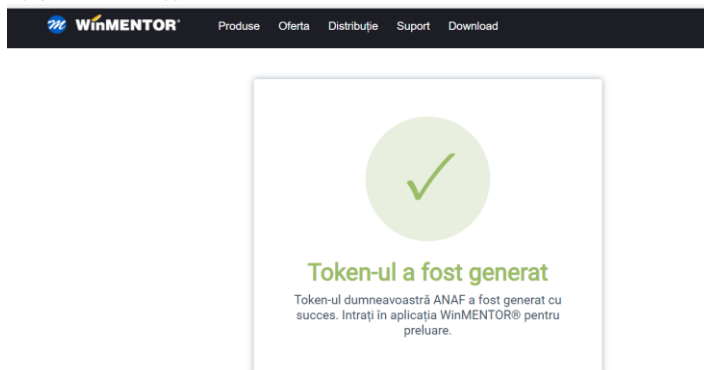 WinMENTOR® Produse Oferta Distribuție Suport Download
Token-ul a fost generat
Token-ul dumneavoastră ANAF a fost generat cu
succes. Intrați în aplicația WinMENTOR® pentru
preluare.